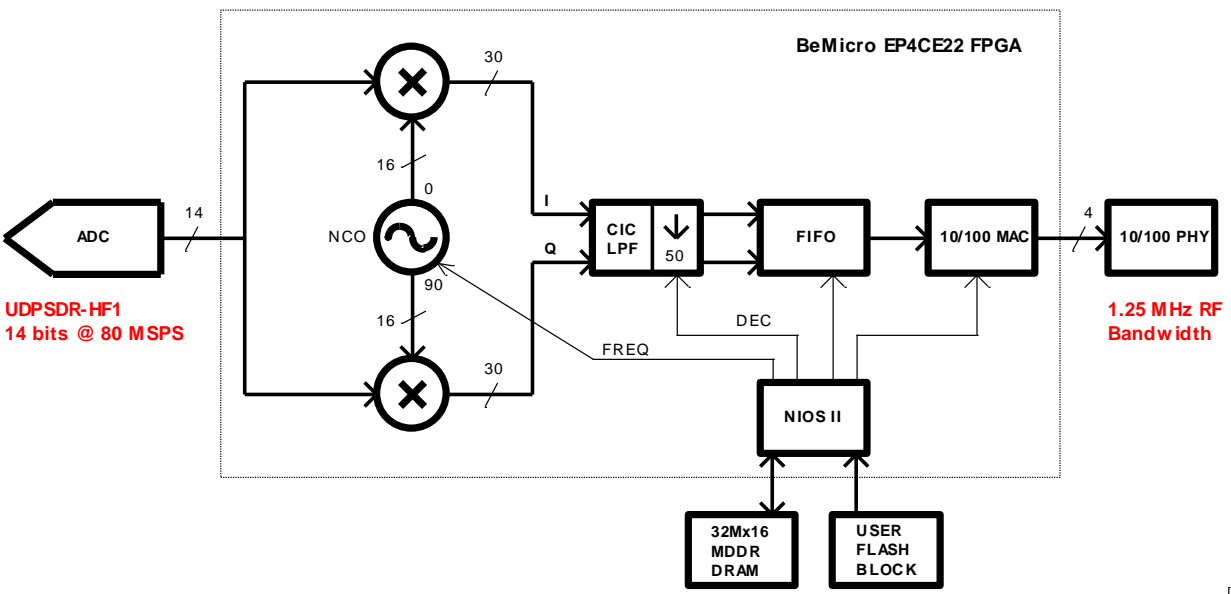 BeMicro EP4CE22 FPGA
30
16
0
14
ADC
NCO
I
Q
CIC
LPF
50
FIFO
10/100 MAC
4
10/100 PHY
90
UDPSDR-HF1
14 bits @ 80 MSPS
1.25 MHz RF
Bandwidth
16
DEC
FREQ
30
NIOS II
32Mx16
MDDR
DRAM
USER
FLASH
BLOCK